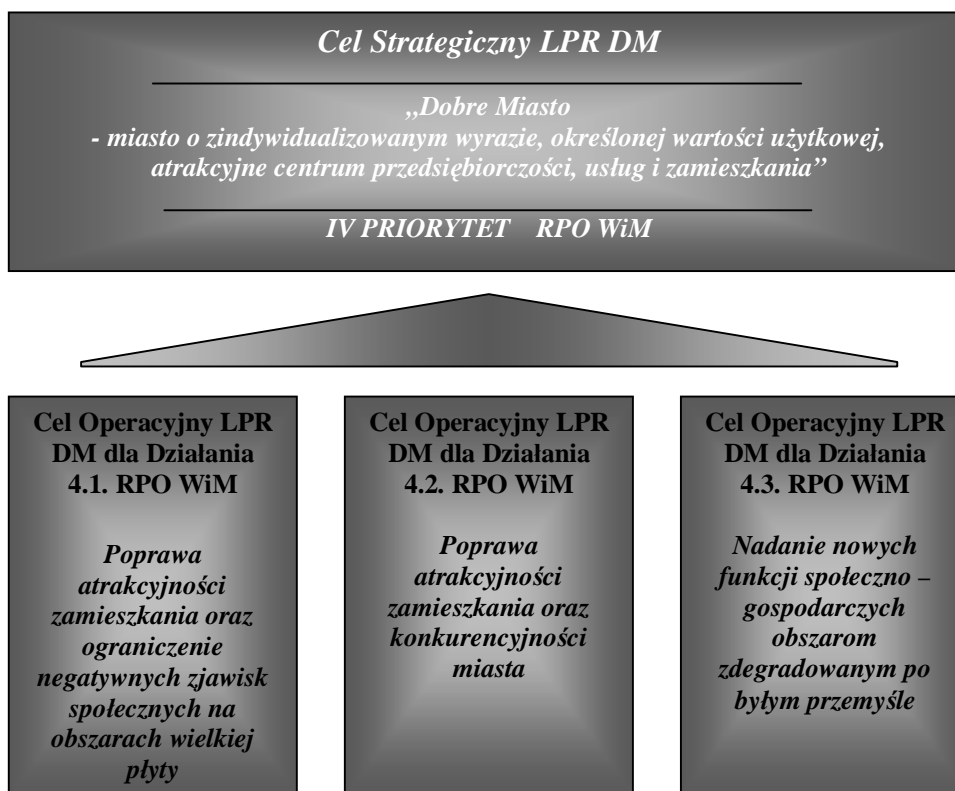 Cel Strategiczny LPR DM
„Dobre Miasto
- miasto o zindywidualizowanym wyrazie, określonej wartości użytkowej,
atrakcyjne centrum przedsiębiorczości, usług i zamieszkania”
IV PRIORYTET RPO WiM
Cel Operacyjny LPR
DM dla Działania
4.1. RPO WiM
Poprawa
atrakcyjności
zamieszkania oraz
ograniczenie
negatywnych zjawisk
społecznych na
obszarach wielkiej
płyty
Cel Operacyjny LPR
DM dla Działania
4.2. RPO WiM
Poprawa
atrakcyjności
zamieszkania oraz
konkurencyjności
miasta
Cel Operacyjny LPR
DM dla Działania
4.3. RPO WiM
Nadanie nowych
funkcji społeczno –
gospodarczych
obszarom
zdegradowanym po
byłym przemyśle